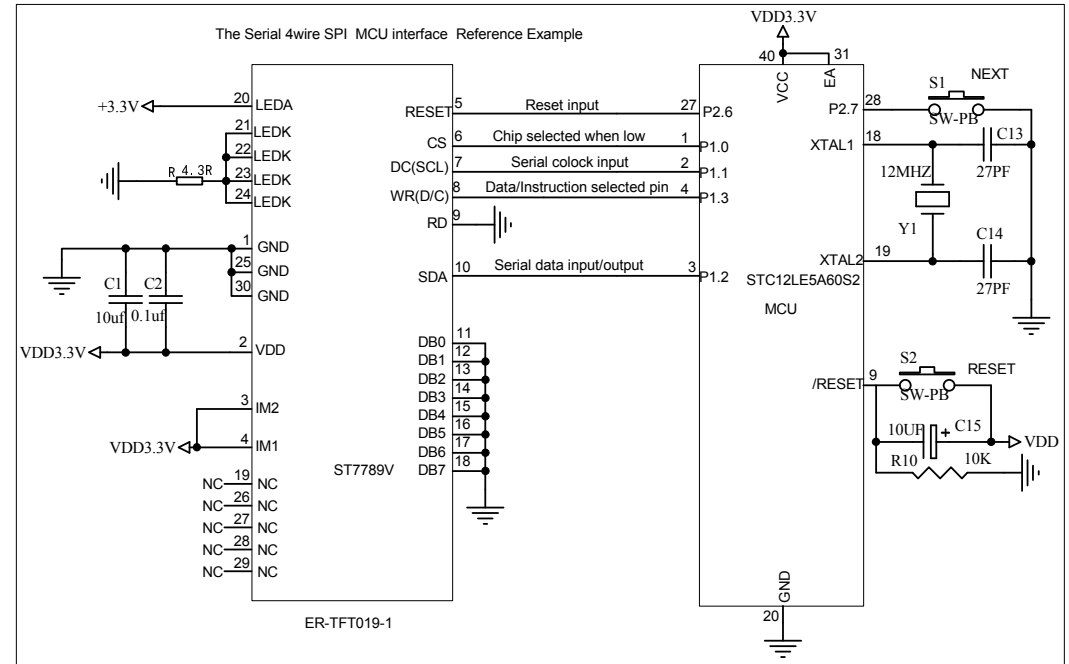 The Serial 4wire SPI MCU interface Reference Example
VDD3.3V
40
31
VCC
EA
+3.3V
20
LEDA
21
LEDK
22
LEDK
23
LEDK
24
LEDK
R 4.3R
1
GND
25
GND
30
GND
C1
C2
10uf
0.1uf
VDD3.3V
2
VDD
3
IM2
VDD3.3V
4
IM1
NC
19
NC
NC
26
NC
NC
27
NC
NC
28
NC
NC
29
NC
ST7789V
ER-TFT019-1
RESET
5
Reset input
27
P2.6
CS
6
Chip selected when low
1
P1.0
DC(SCL)
7
Serial colock input
2
P1.1
WR(D/C)
8
Data/Instruction selected pin
4
P1.3
RD
9
SDA
10
Serial data input/output
3
P1.2
DB0
11
DB1
12
DB2
13
DB3
14
DB4
15
DB5
16
DB6
17
DB7
18
S1
NEXT
P2.7
28
SW-PB
XTAL1
18
C13
27PF
12MHZ
Y1
XTAL2
19
C14
27PF
STC12LE5A60S2
MCU
/RESET
9
S2
RESET
SW-PB
10UF
+
C15
VDD
R10
10K
GND
20